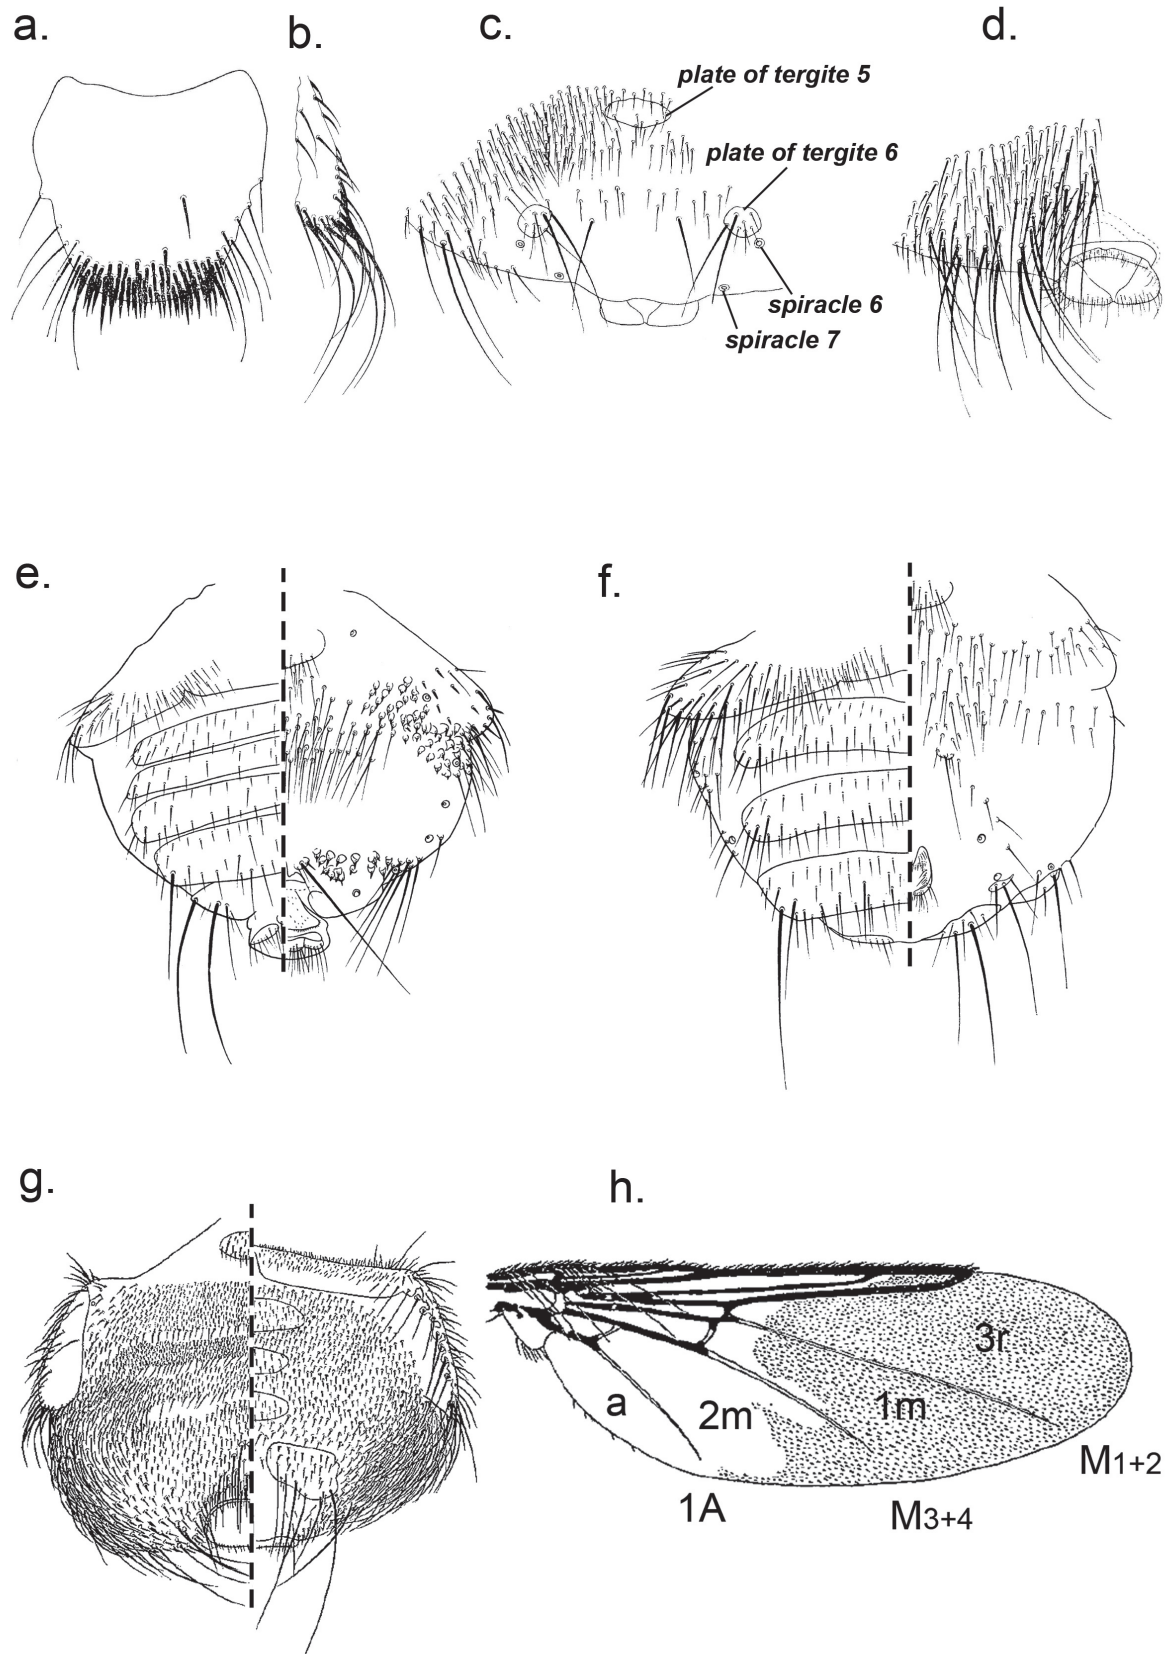 a.
b.
c.
d.
plate of tergite 5
plate of tergite 6
spiracle 6
spiracle 7
e.
f.
g.
h.
3r
a
2m
1m
M1+2
1A
M3+4